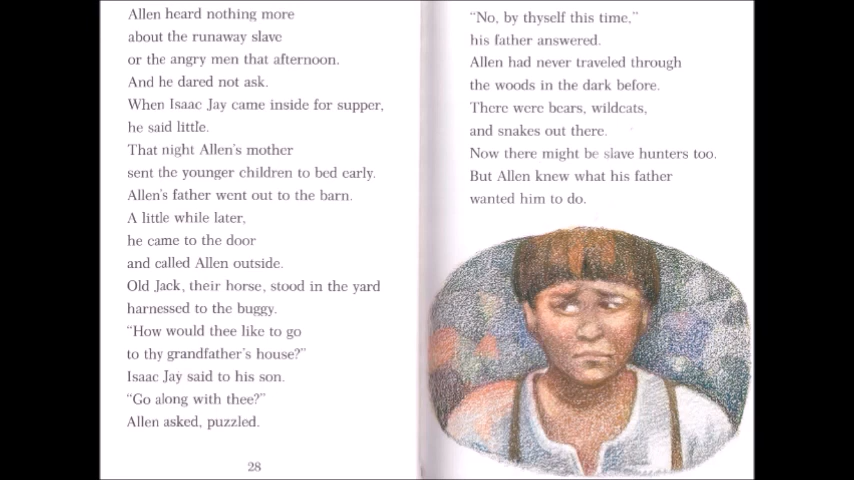 Allen heard nothing more
about the runaway slave
or the angry men that afternoon.
And he dared not ask.
When Isaac Jay came inside for supper,
he said little.
That night Allen's mother
sent the younger children to bed early.
Allen's father went out to the barn.
A little while later,
he came to the door
and called Allen outside.
Old Jack, their horse, stood in the yard
harnessed to the buggy.
"How would thee like to go
to thy grandfather's house?"
Isaac Jay said to his son.
"Go along with thee?"
Allen asked, puzzled.
28
"No, by thyself this time,"
his father answered.
Allen had never traveled through
the woods in the dark before.
There were bears, wildcats,
and snakes out there.
Now there might be slave hunters too.
But Allen knew what his father
wanted him to do.